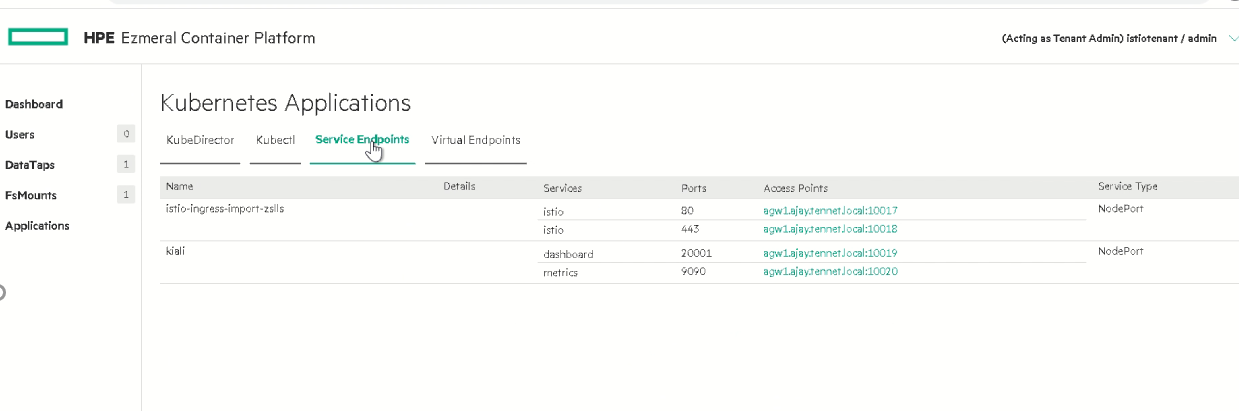 HPE Ezmeral Container Platform
(Acting as Tenant Admin) istiotenant / admin
Dashboard
Users 0
DataTaps 1
FsMounts 1
Applications
Kubernetes Applications
KubeDirector Kubectl Service Endpoints Virtual Endpoints
Name Details Services Ports Access Points Service Type
istio-ingress-import-zslls istio 80 agw1.ajay.tennet.local:10017 NodePort
istio 443 agw1.ajay.tennet.local:10018
kiali dashboard 20001 agw1.ajay.tennet.local:10019 NodePort
metrics 9090 agw1.ajay.tennet.local:10020